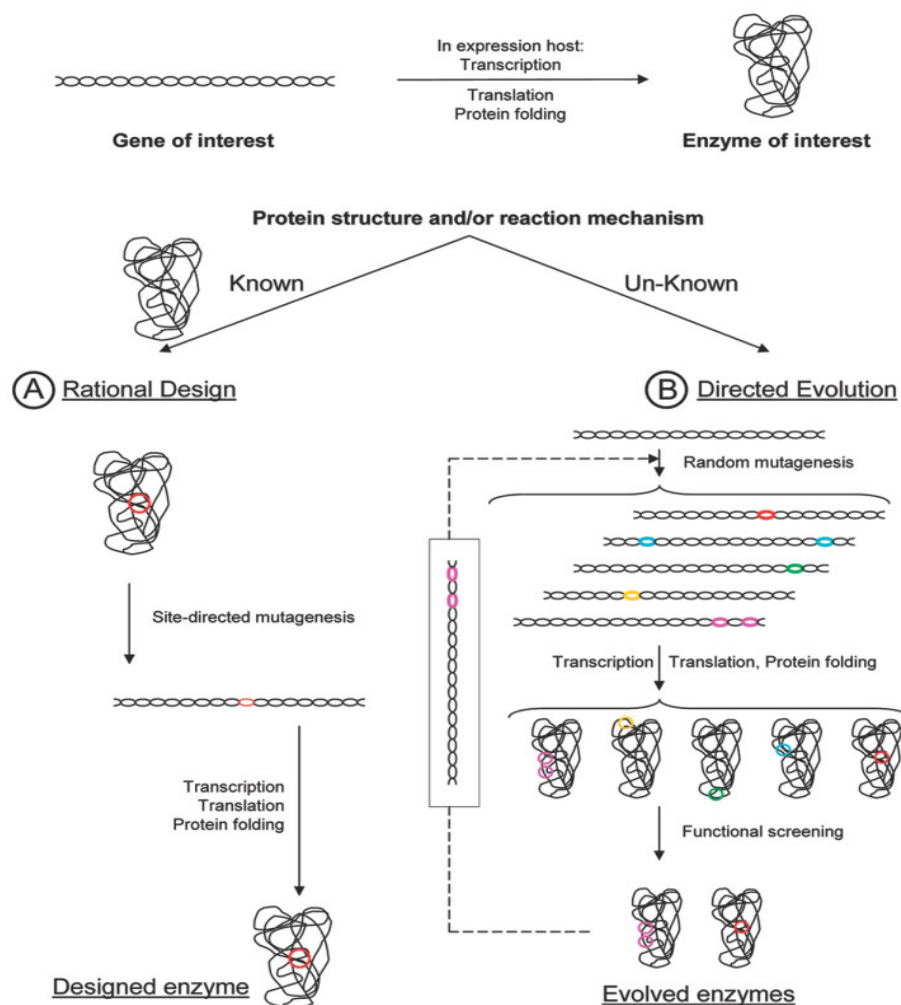 In expression host:
Transcription
Translation
Protein folding
Gene of interest
Enzyme of interest
Protein structure and/or reaction mechanism
Known
Un-Known
A Rational Design
B Directed Evolution
Site-directed mutagenesis
Transcription
Translation
Protein folding
Designed enzyme
Random mutagenesis
Transcription
Translation, Protein folding
Functional screening
Evolved enzymes